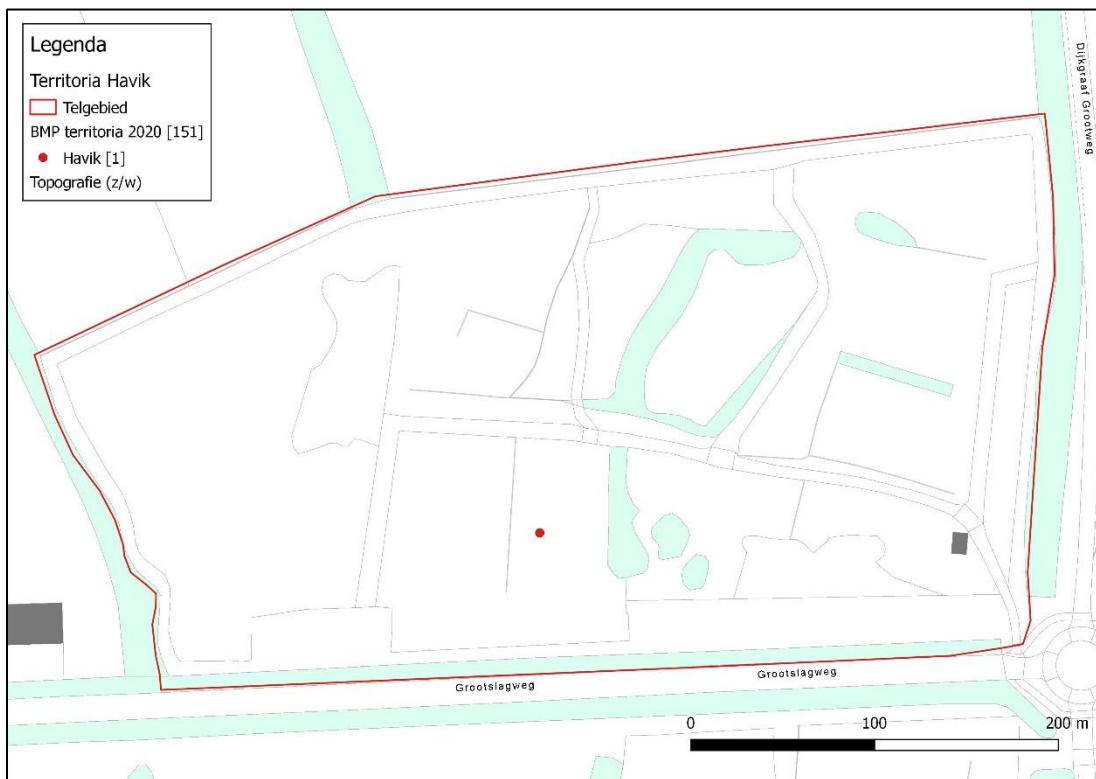 Legenda
Territoria Havik
Telgebied
BMP territoria 2020 [151]
Havik [1]
Topografie (z/w)
Dijkgraaf Grootweg
Grootslagweg
Grootslagweg
0 100 200 m